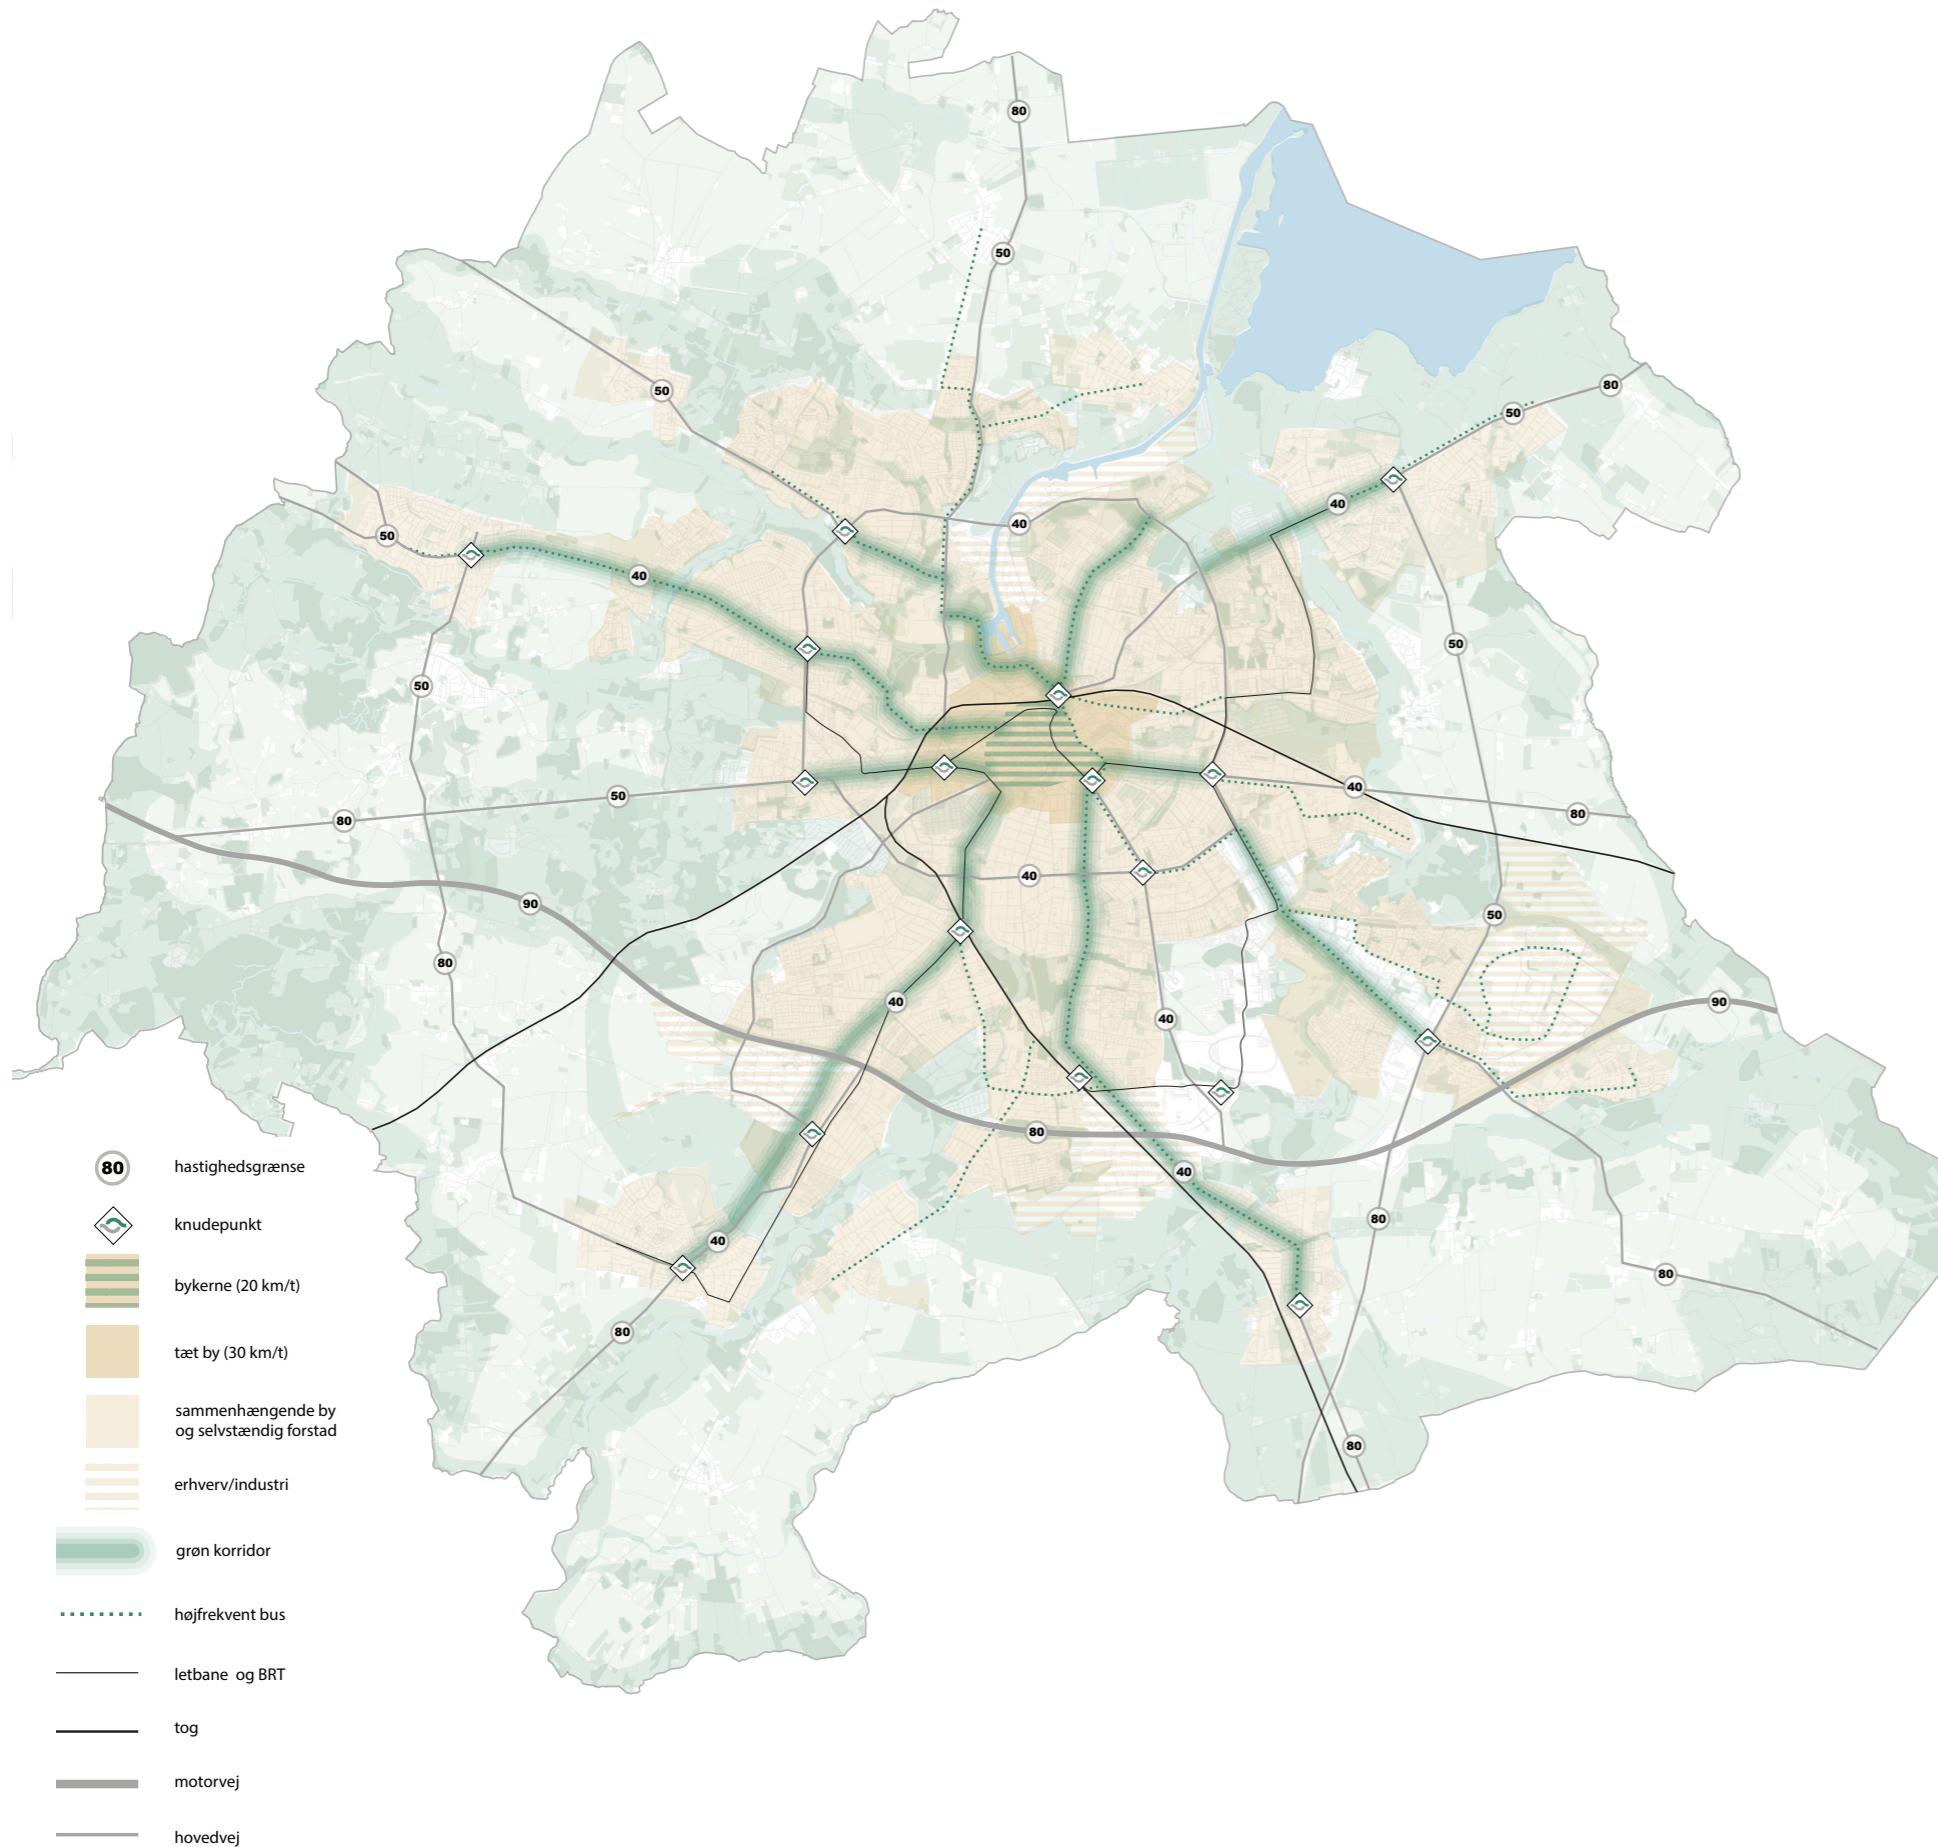 80
50
50
80
50
40
40
50
40
50
50
40
50
80
80
40
80
40
90
50
80
40
40
90
80
40
80
40
80
80
80
80 hastighedsgrænse
knudepunkt
bykerne (20 km/t)
tæt by (30 km/t)
sammenhængende by
og selvstændig forstad
erhverv/industri
grøn korridor
højfrekvent bus
letbane og BRT
tog
motorvej
hovedvej